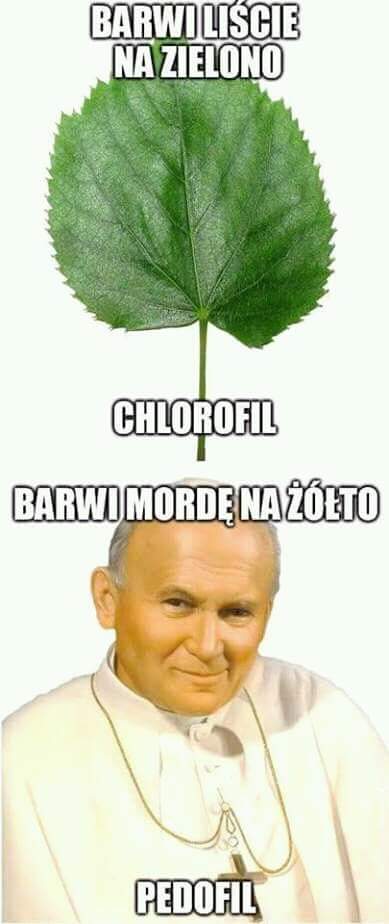 BARWI LIŚCIE
NA ZIELONO
CHLOROFIL
BARWI MORDĘ NA ŻÓŁTO
PEDOFIL